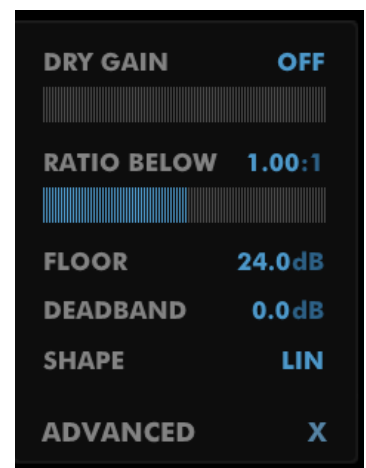 DRY GAIN OFF
RATIO BELOW 1.00:1
FLOOR 24.0dB
DEADBAND 0.0dB
SHAPE LIN
ADVANCED X